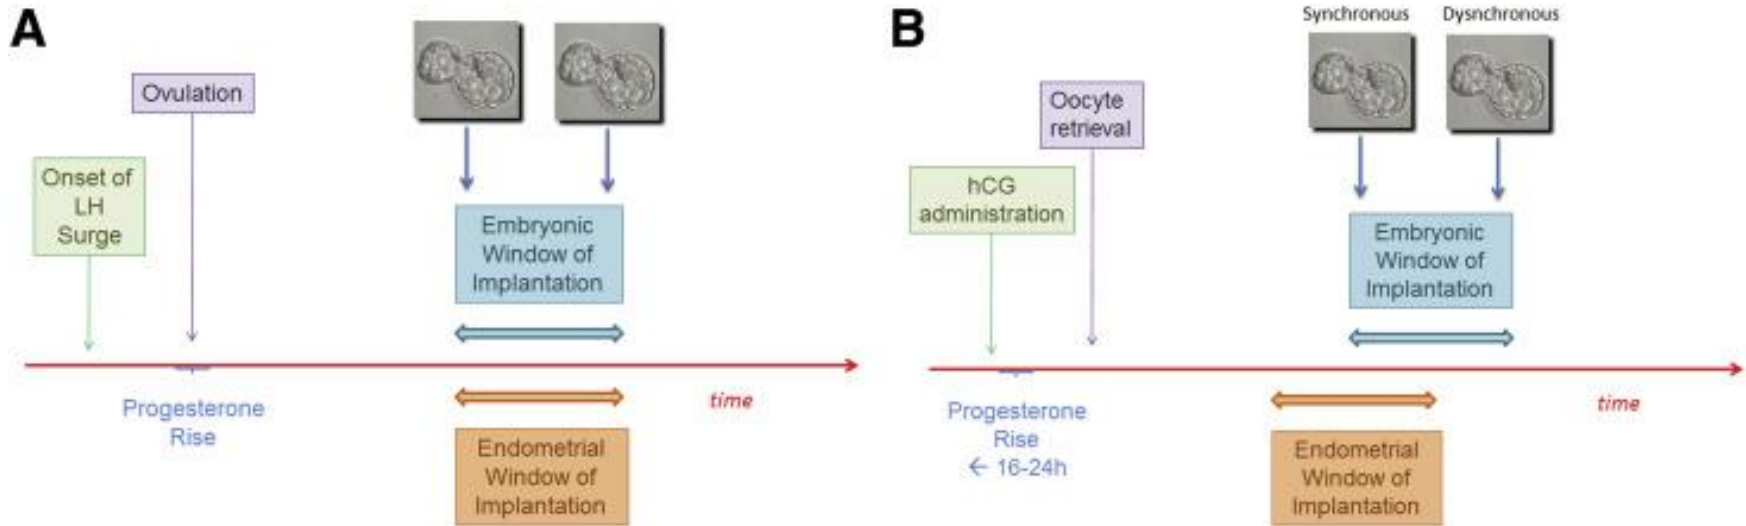 A
Ovulation
Onset of
LH
Surge
Embryonic
Window of
Implantation
Progesterone
Rise
time
Endometrial
Window of
Implantation
B
Synchronous
Dysnchronous
Oocyte
retrieval
hCG
administration
Embryonic
Window of
Implantation
Progesterone
Rise
← 16-24h
time
Endometrial
Window of
Implantation